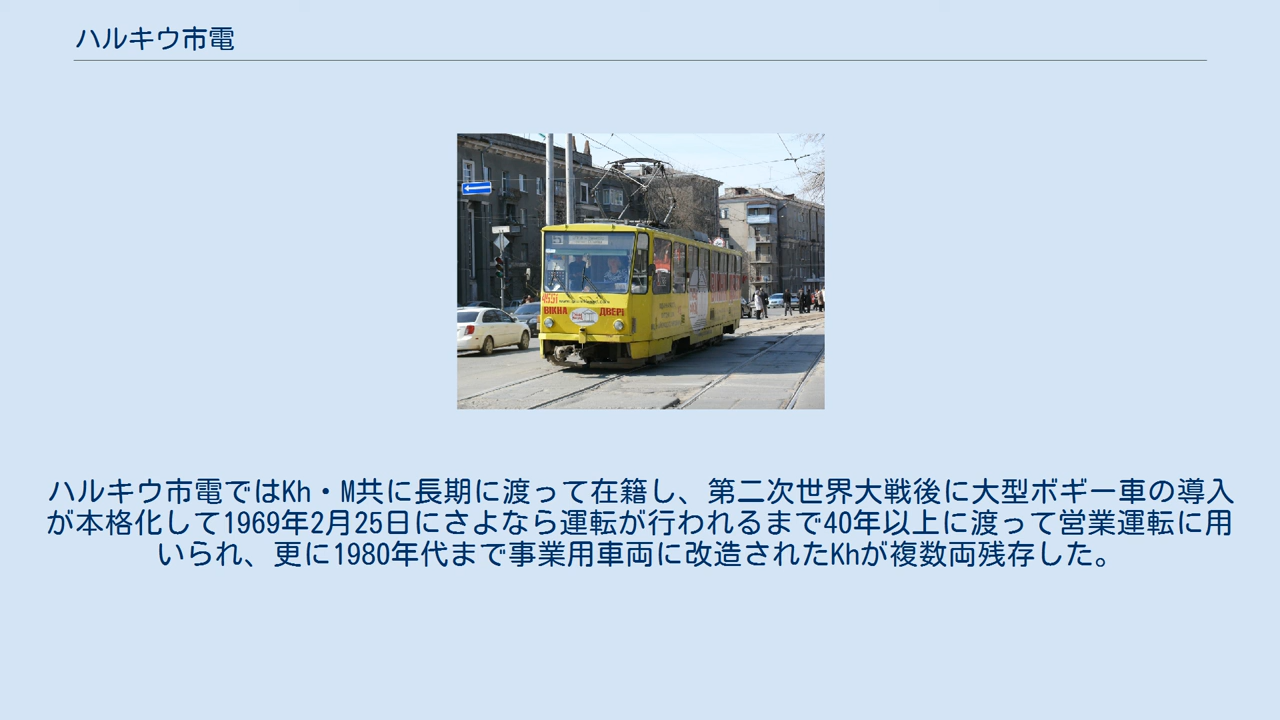 ハルキウ市電
ВІКНА
ДВЕРІ
ハルキウ市電ではKh・M共に長期に渡って在籍し、第二次世界大戦後に大型ボギー車の導入
が本格化して1969年2月25日にさよなら運転が行われるまで40年以上に渡って営業運転に用
いられ、更に1980年代まで事業用車両に改造されたKhが複数両残存した。